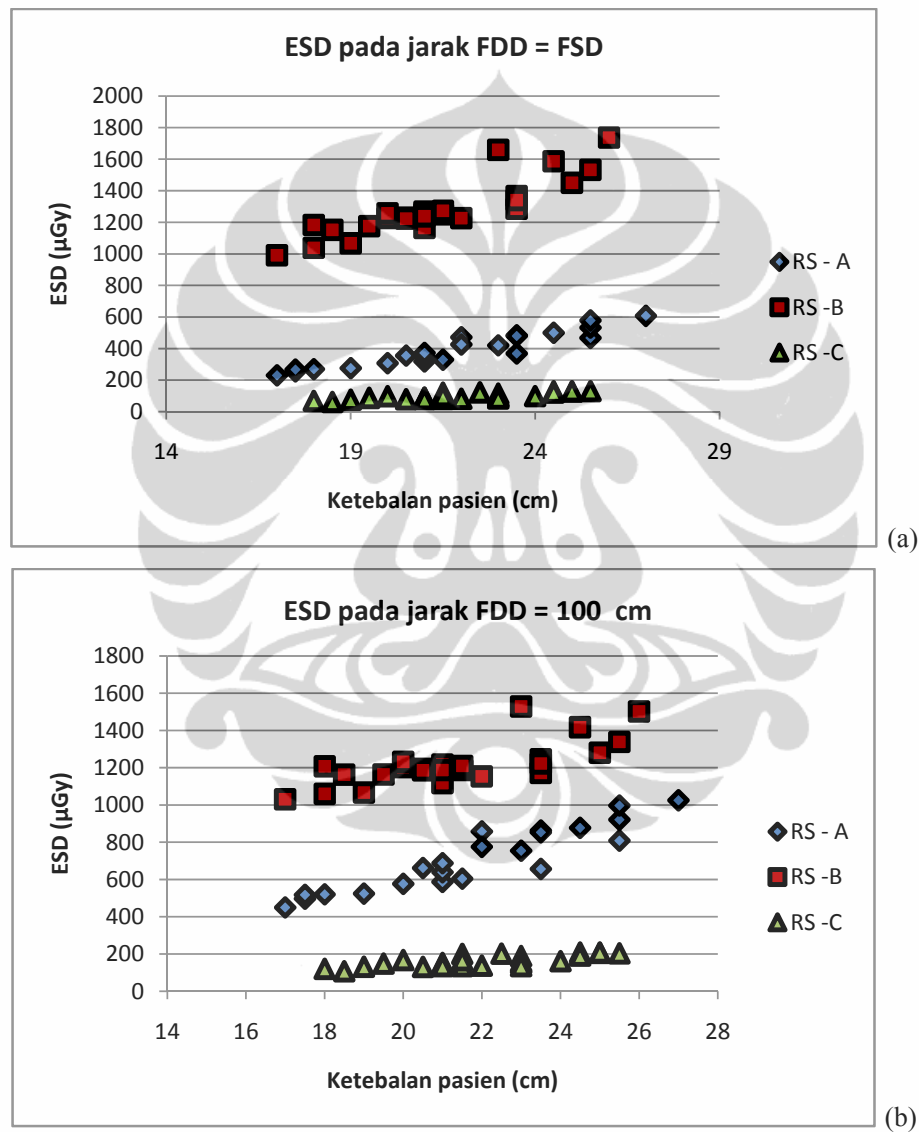 ESD pada jarak FDD = FSD
2000
1800
1600
1400
1200
1000
800
600
400
200
0
14 19 24 29
ESD (µGy)
Ketebalan pasien (cm)
RS - A
RS -B
RS -C
(a)
ESD pada jarak FDD = 100 cm
1800
1600
1400
1200
1000
800
600
400
200
0
14 16 18 20 22 24 26 28
ESD (µGy)
Ketebalan pasien (cm)
RS - A
RS -B
RS -C
(b)